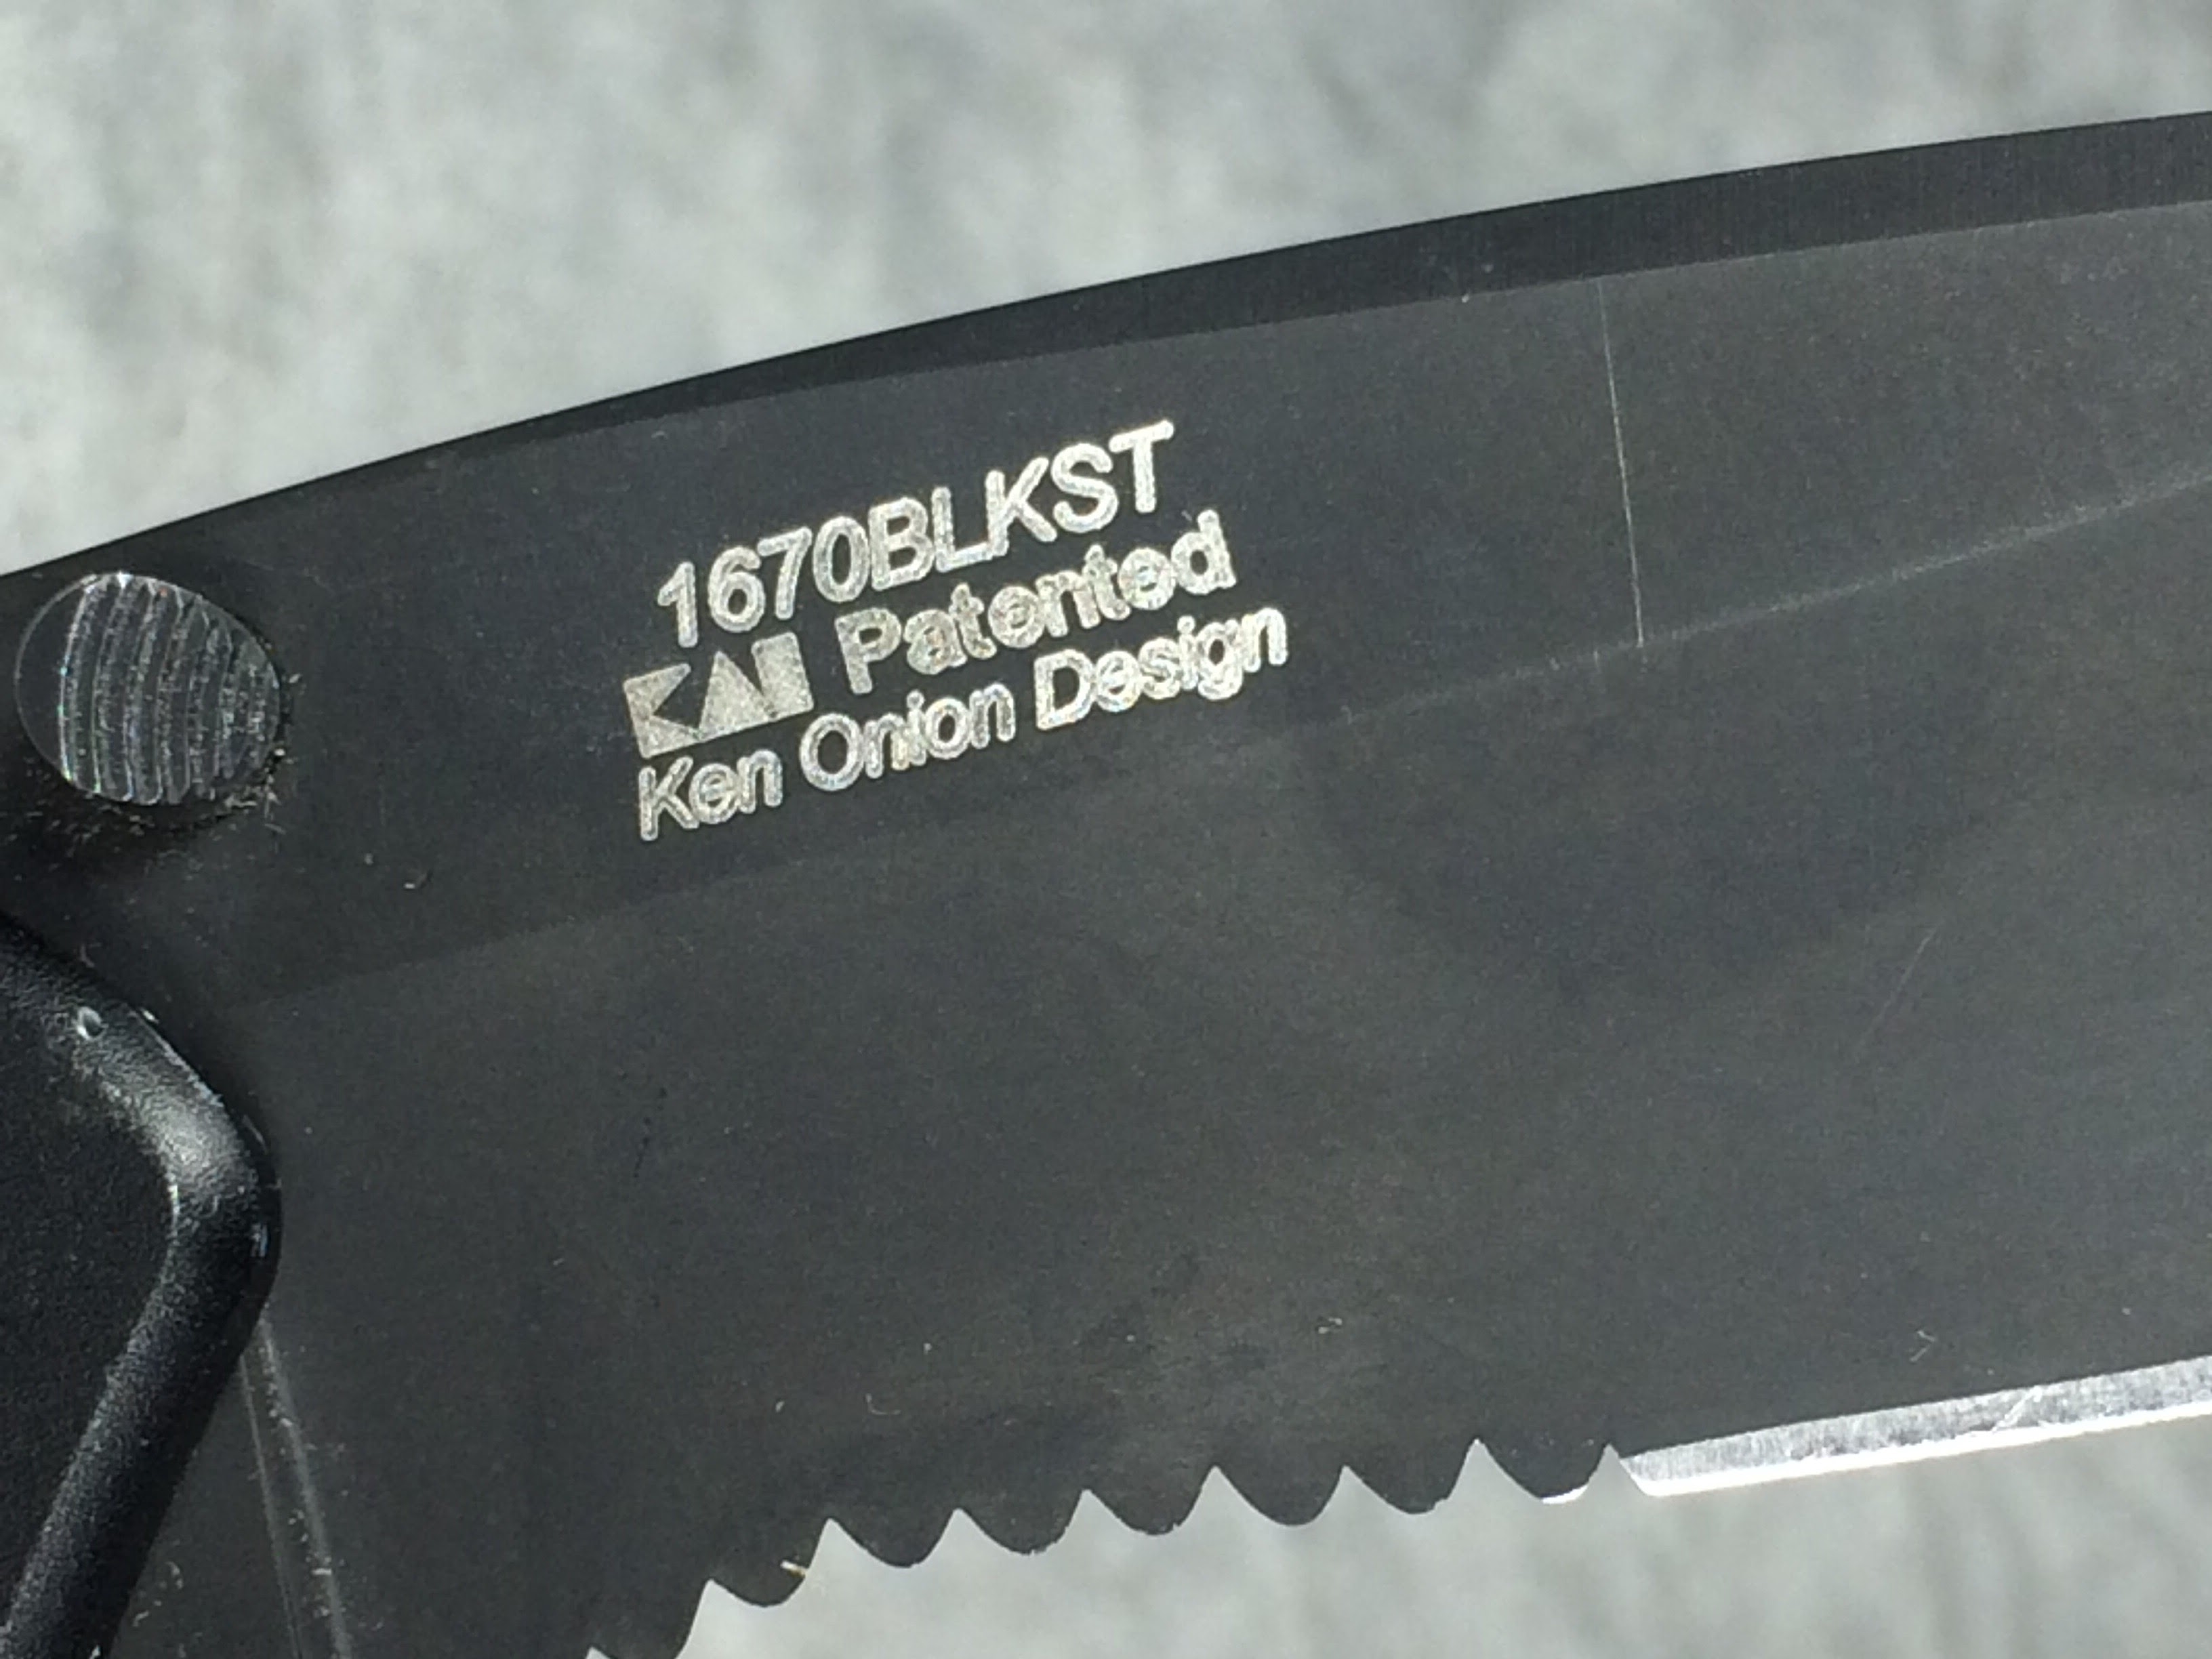 1670BLKST
KAI Patented
Ken Onion Design